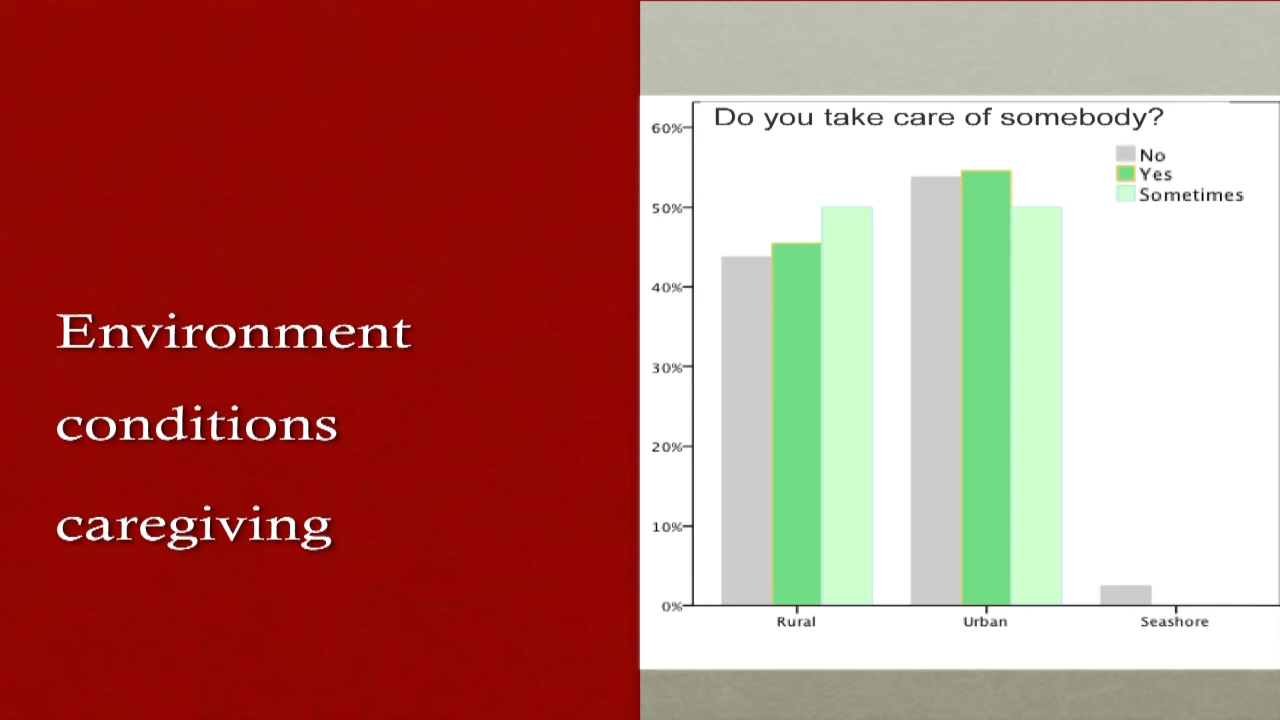 Environment
conditions
caregiving
Do you take care of somebody?
No
Yes
Sometimes
60%
50%
40%
30%
20%
10%
0%
Rural Urban Seashore